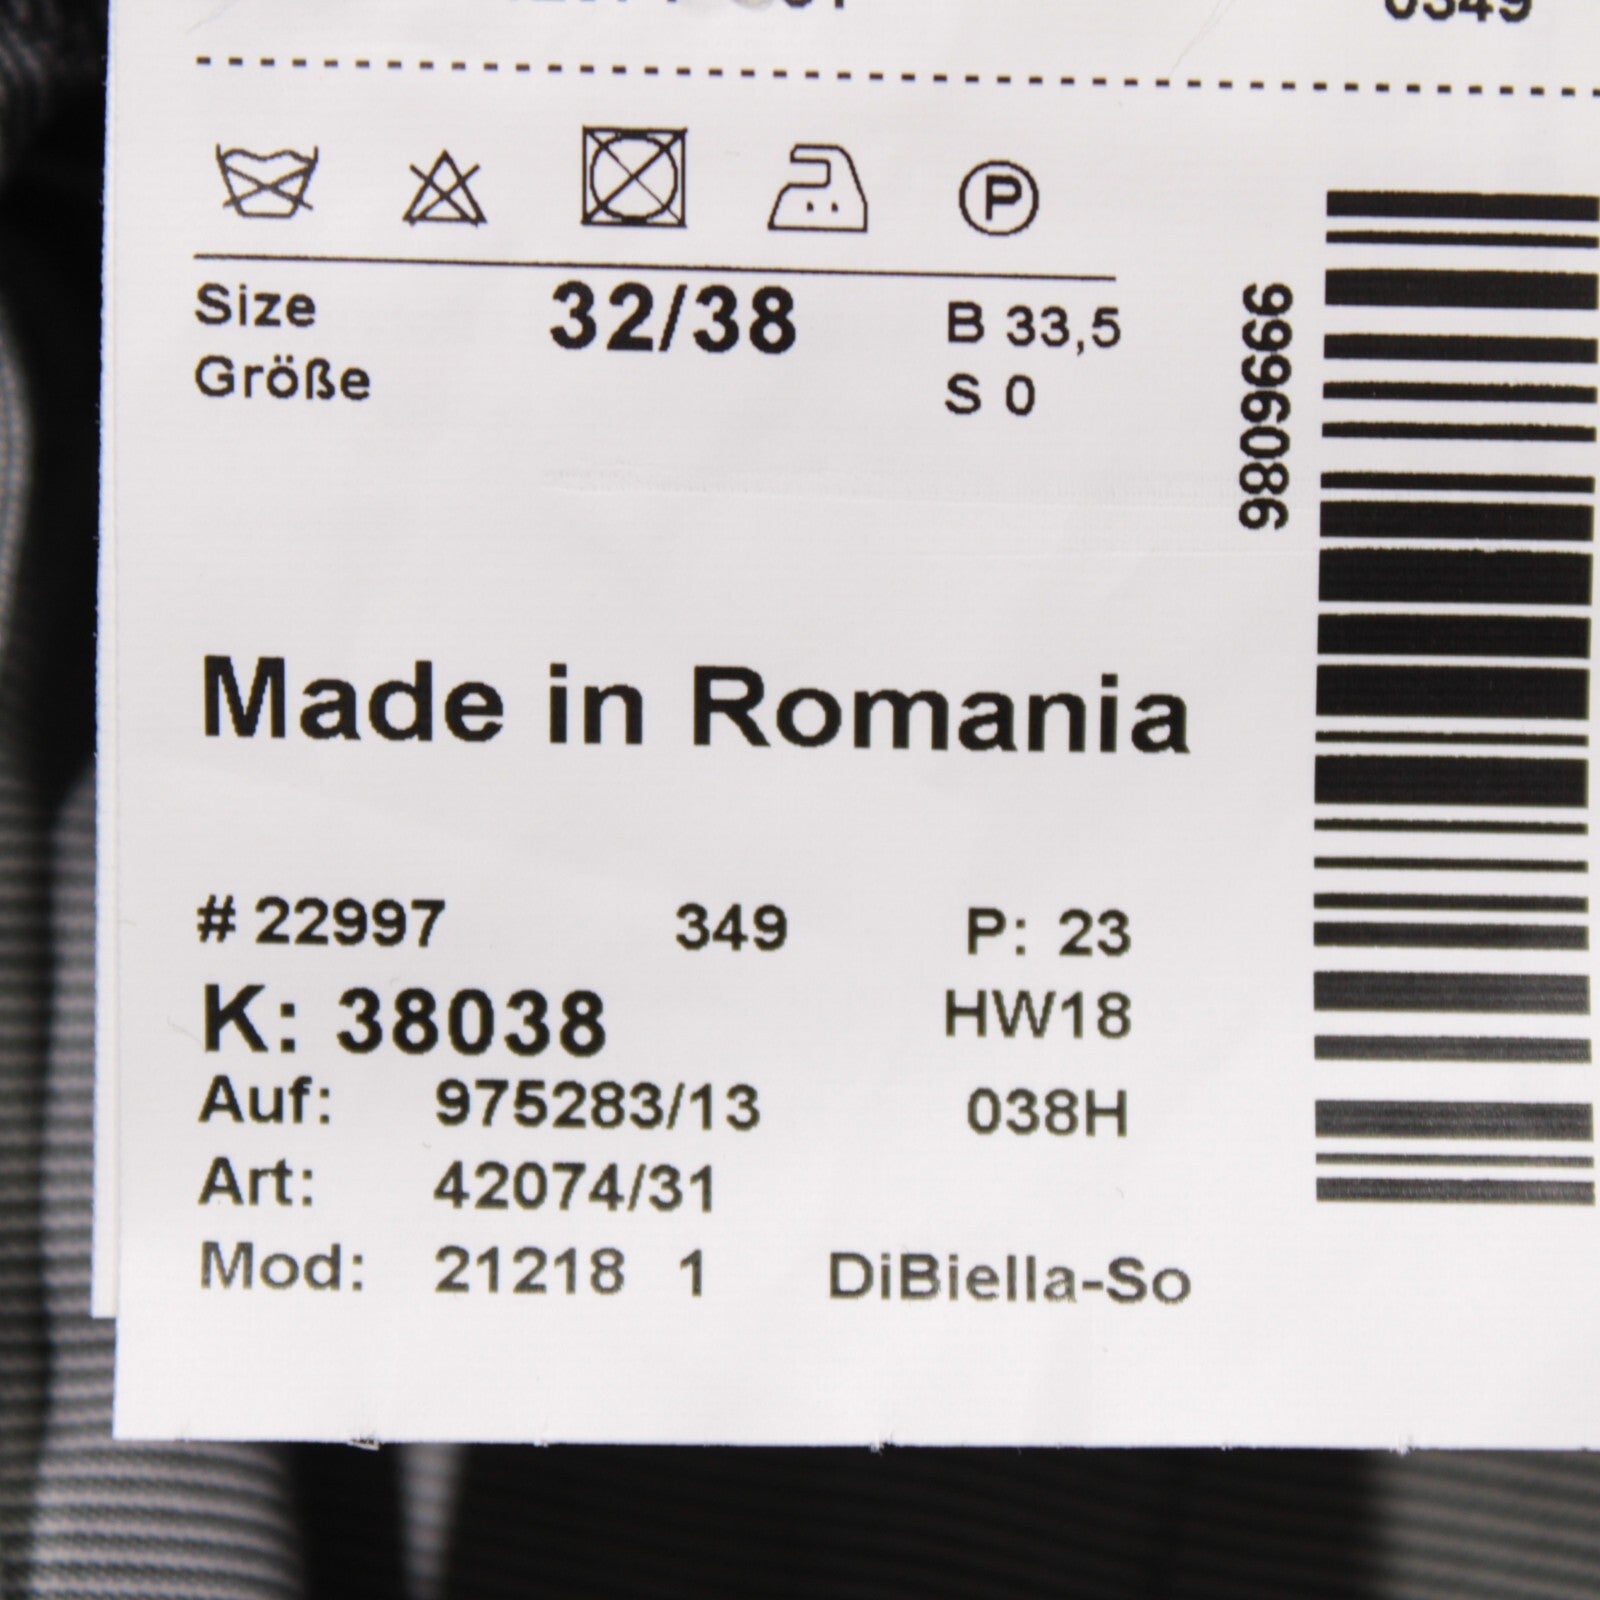 0349
P
Size 32/38 B 33,5
Größe S 0
9809666
Made in Romania
# 22997 349 P: 23
K: 38038 HW18
Auf: 975283/13 038H
Art: 42074/31
Mod: 21218 1 DiBiella-So